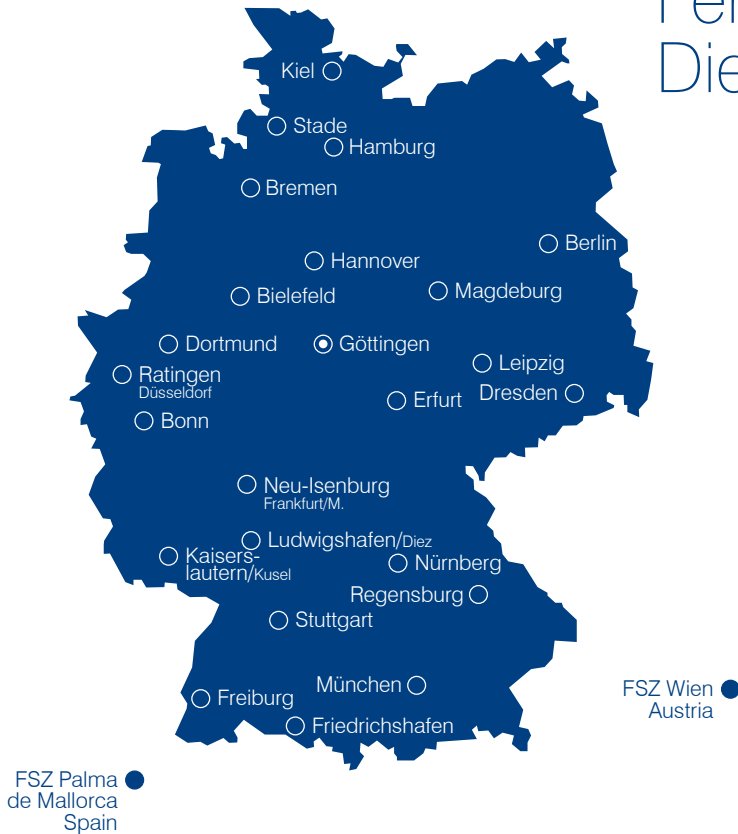 Die
Kiel
Stade
Hamburg
Bremen
Berlin
Hannover
Bielefeld
Magdeburg
Dortmund
Göttingen
Leipzig
Ratingen
Düsseldorf
Dresden
Erfurt
Bonn
Neu-Isenburg
Frankfurt/M.
Ludwigshafen/Diez
Kaisers-
lautern/Kusel
Nürnberg
Regensburg
Stuttgart
München
Freiburg
Friedrichshafen
FSZ Wien
Austria
FSZ Palma
de Mallorca
Spain